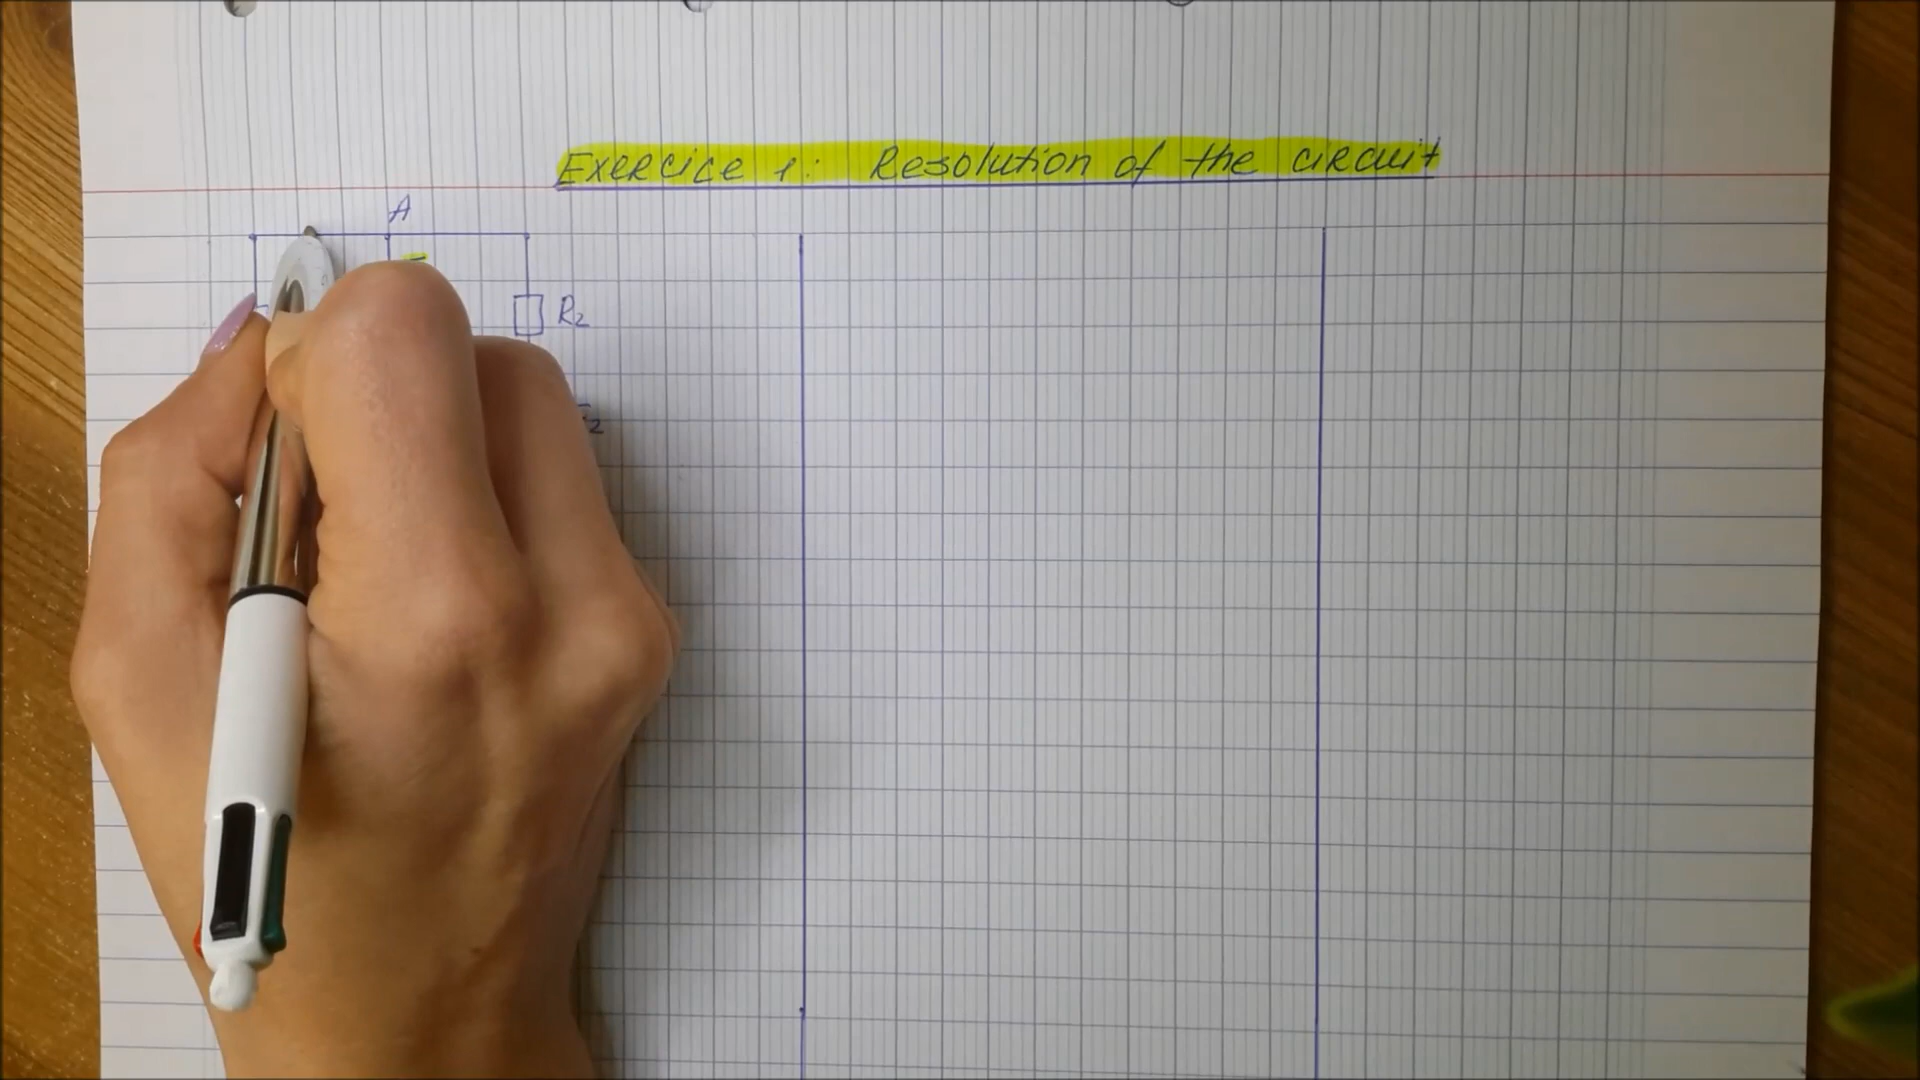 Exercice 1: Resolution of the circuit
A
R2